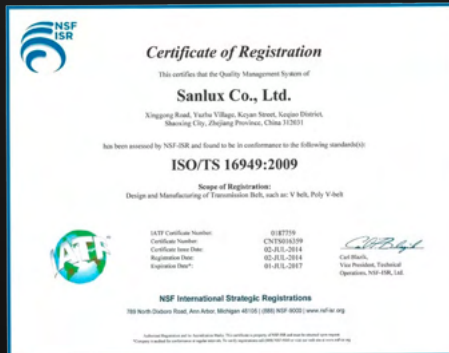 NSF
ISR
Certificate of Registration
This certifies that the Quality Management System of
Sanlux Co., Ltd.
Xinggong Road, Yuzhu Village, Keyan Street, Keqiao District,
Shaoxing City, Zhejiang Province, China 312031
has been assessed by NSF-ISR and found to be in conformance to the following standard(s):
ISO/TS 16949:2009
Scope of Registration:
Design and Manufacturing of Transmission Belt, such as: V belt, Poly V-belt
IATF
IATF Certificate Number: 0187359
Certificate Number: CNTS016359
Certificate Issue Date: 02-JUL-2014
Registration Date: 02-JUL-2014
Expiration Date*: 01-JUL-2017
Carl Blazik,
Vice President, Technical
Operations, NSF-ISR, Ltd.
NSF International Strategic Registrations
789 North Dixboro Road, Ann Arbor, Michigan 48105 | (888) NSF-9000 | www.nsf-isr.org